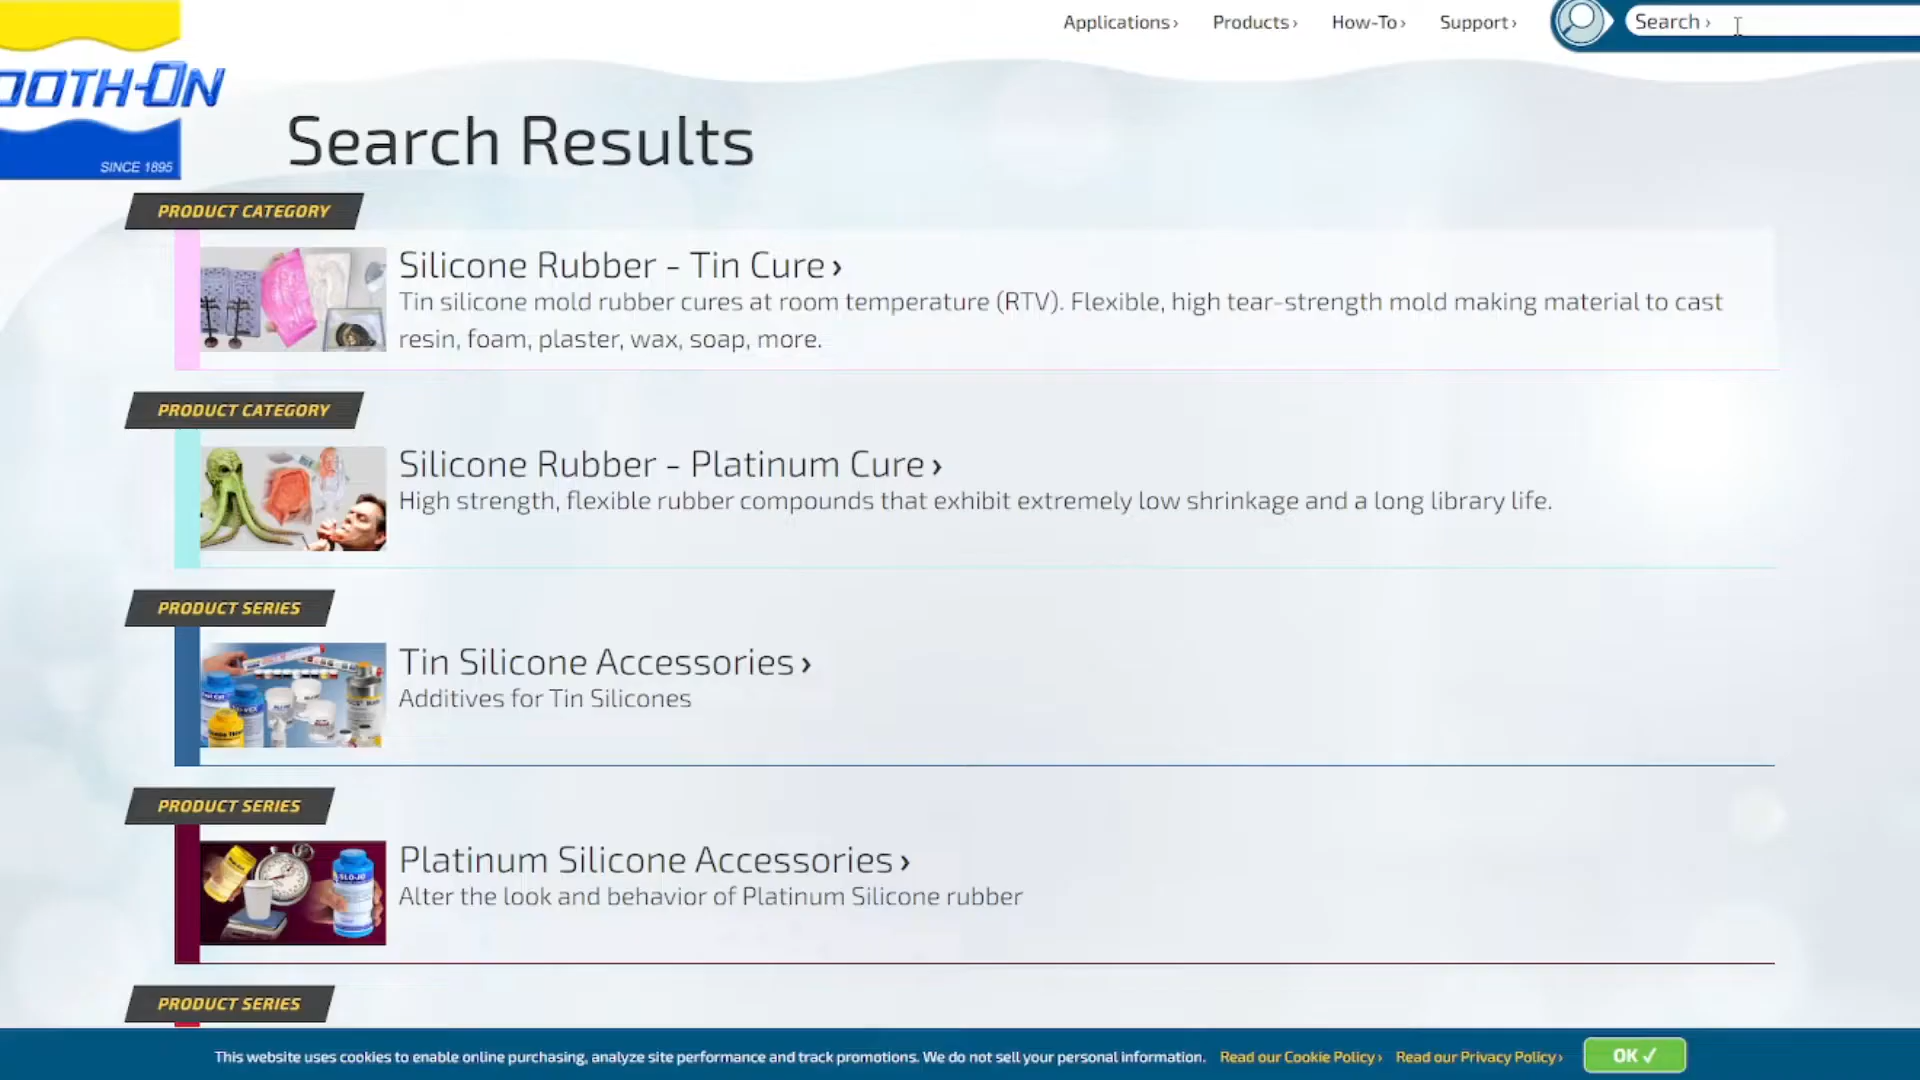 Applications›
Products›
How-To›
Support›
Search ›
OOTH-ON
SINCE 1895
Search Results
PRODUCT CATEGORY
Silicone Rubber - Tin Cure ›
Tin silicone mold rubber cures at room temperature (RTV). Flexible, high tear-strength mold making material to cast
resin, foam, plaster, wax, soap, more.
PRODUCT CATEGORY
Silicone Rubber - Platinum Cure ›
High strength, flexible rubber compounds that exhibit extremely low shrinkage and a long library life.
PRODUCT SERIES
Tin Silicone Accessories ›
Additives for Tin Silicones
PRODUCT SERIES
Platinum Silicone Accessories ›
Alter the look and behavior of Platinum Silicone rubber
SLO-JO
PRODUCT SERIES
This website uses cookies to enable online purchasing, analyze site performance and track promotions. We do not sell your personal information. Read our Cookie Policy› Read our Privacy Policy›
OK ✓